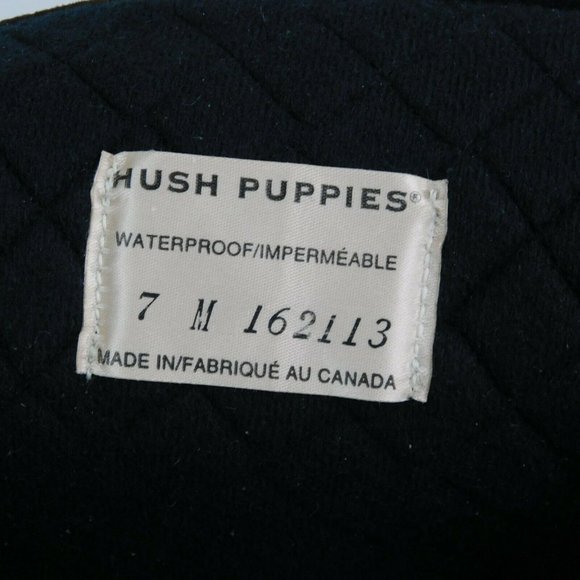 HUSH PUPPIES®
WATERPROOF/IMPERMÉABLE
7 M 162113
MADE IN/FABRIQUÉ AU CANADA